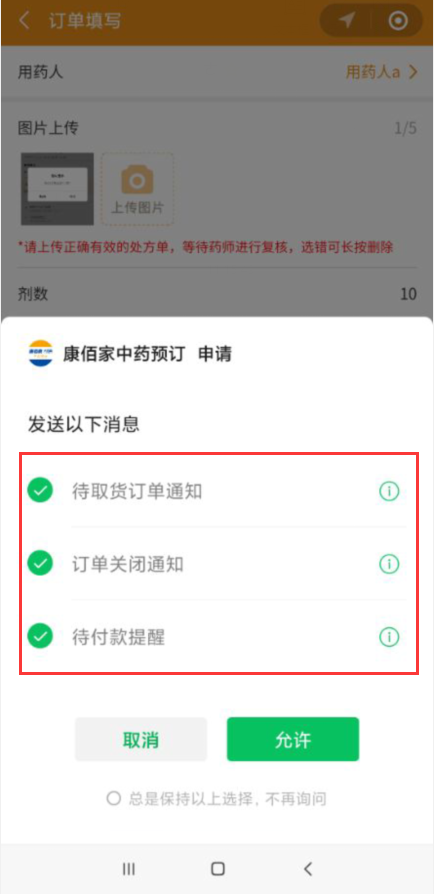 订单填写
用药人
用药人a
图片上传
1/5
上传图片
*请上传正确有效的处方单，等待药师进行复核，选错可长按删除
剂数
10
康佰家中药预订 申请
发送以下消息
待取货订单通知
订单关闭通知
待付款提醒
取消
允许
总是保持以上选择，不再询问